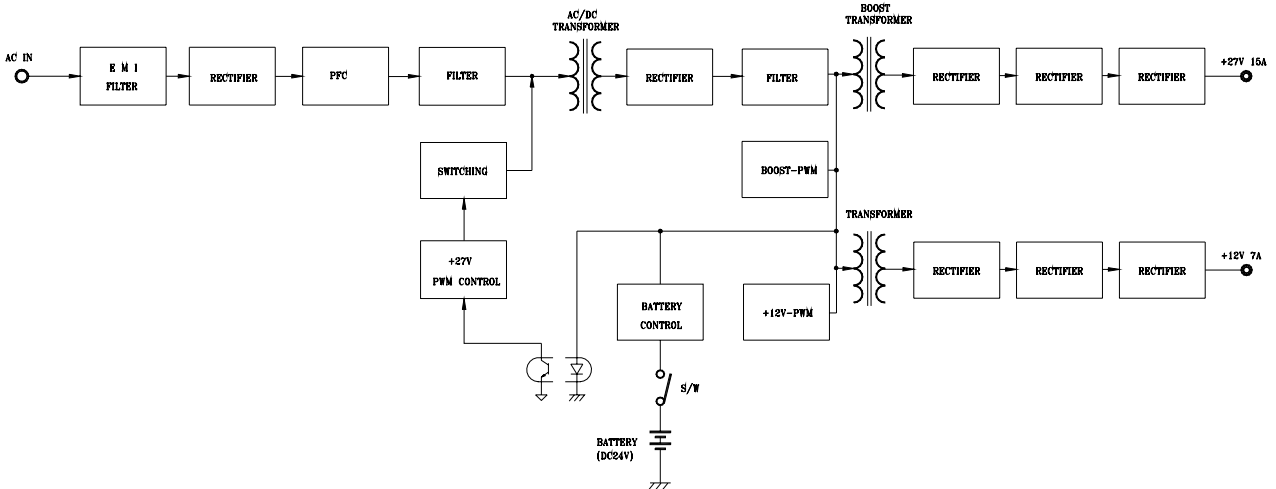 AC/DC
TRANSFORMER
BOOST
TRANSFORMER
AC IN
E M I
FILTER
RECTIFIER
PFC
FILTER
RECTIFIER
FILTER
RECTIFIER
RECTIFIER
RECTIFIER
+27V 15A
SWITCHING
BOOST-PWM
TRANSFORMER
+27V
PWM CONTROL
RECTIFIER
RECTIFIER
RECTIFIER
+12V 7A
BATTERY
CONTROL
+12V-PWM
S/W
BATTERY
(DC24V)